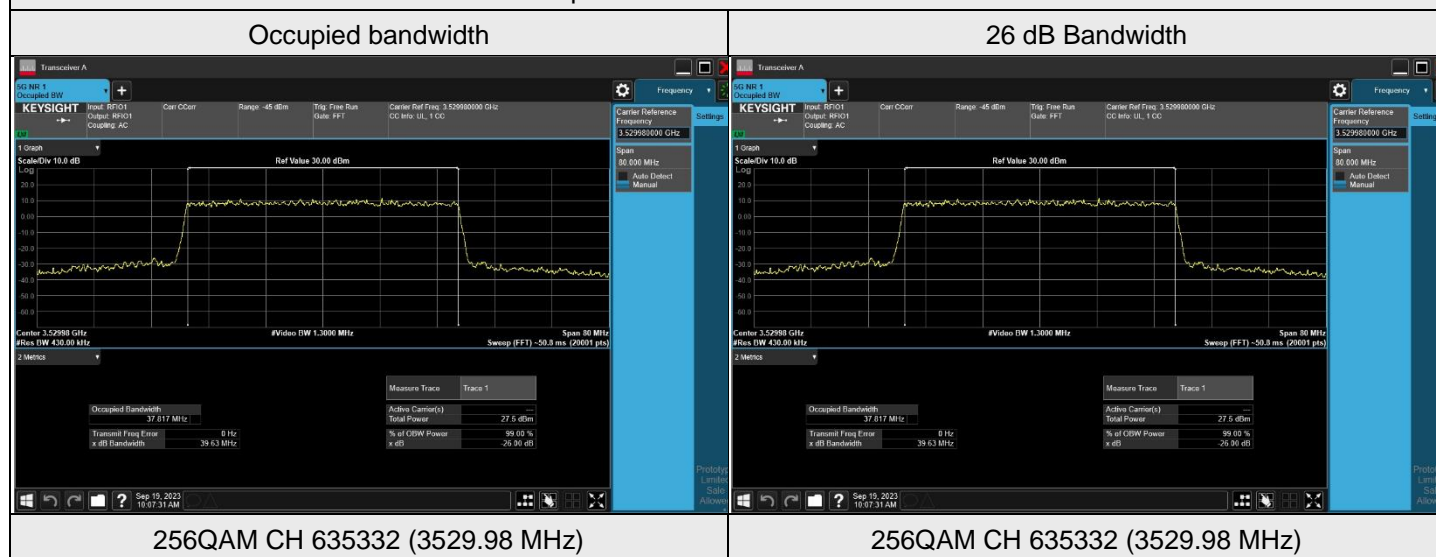 Occupied bandwidth
26 dB Bandwidth
Transceiver A
5G NR 1
Occupied BW
+
Frequency
KEYSIGHT
Input: RFIO1
Output: RFIO1
Coupling: AC
Corr CCorr
Range: -45 dBm
Trig: Free Run
Gate: FFT
Carrier Ref Freq: 3.529980000 GHz
CC Info: UL, 1 CC
Carrier Reference
Frequency
3.529980000 GHz
Settings
Span
80.000 MHz
Auto Detect
Manual
1 Graph
Scale/Div 10.0 dB
Ref Value 30.00 dBm
Log
20.0
10.0
0.00
-10.0
-20.0
-30.0
-40.0
-50.0
-60.0
Center 3.52998 GHz
#Res BW 430.00 kHz
#Video BW 1.3000 MHz
Span 80 MHz
Sweep (FFT) ~50.8 ms (20001 pts)
2 Metrics
Measure Trace Trace 1
Occupied Bandwidth
37.817 MHz
Active Carrier(s) ---
Total Power 27.5 dBm
Transmit Freq Error 0 Hz
x dB Bandwidth 39.63 MHz
% of OBW Power 99.00 %
x dB -26.00 dB
Sep 19, 2023
10:07:31 AM
Transceiver A
5G NR 1
Occupied BW
+
Frequency
KEYSIGHT
Input: RFIO1
Output: RFIO1
Coupling: AC
Corr CCorr
Range: -45 dBm
Trig: Free Run
Gate: FFT
Carrier Ref Freq: 3.529980000 GHz
CC Info: UL, 1 CC
Carrier Reference
Frequency
3.529980000 GHz
Span
80.000 MHz
Auto Detect
Manual
1 Graph
Scale/Div 10.0 dB
Ref Value 30.00 dBm
Log
20.0
10.0
0.00
-10.0
-20.0
-30.0
-40.0
-50.0
-60.0
Center 3.52998 GHz
#Res BW 430.00 kHz
#Video BW 1.3000 MHz
Span 80 MHz
Sweep (FFT) ~50.8 ms (20001 pts)
2 Metrics
Measure Trace Trace 1
Occupied Bandwidth
37.817 MHz
Active Carrier(s) ---
Total Power 27.5 dBm
Transmit Freq Error 0 Hz
x dB Bandwidth 39.63 MHz
% of OBW Power 99.00 %
x dB -26.00 dB
Sep 19, 2023
10:07:31 AM
256QAM CH 635332 (3529.98 MHz)
256QAM CH 635332 (3529.98 MHz)